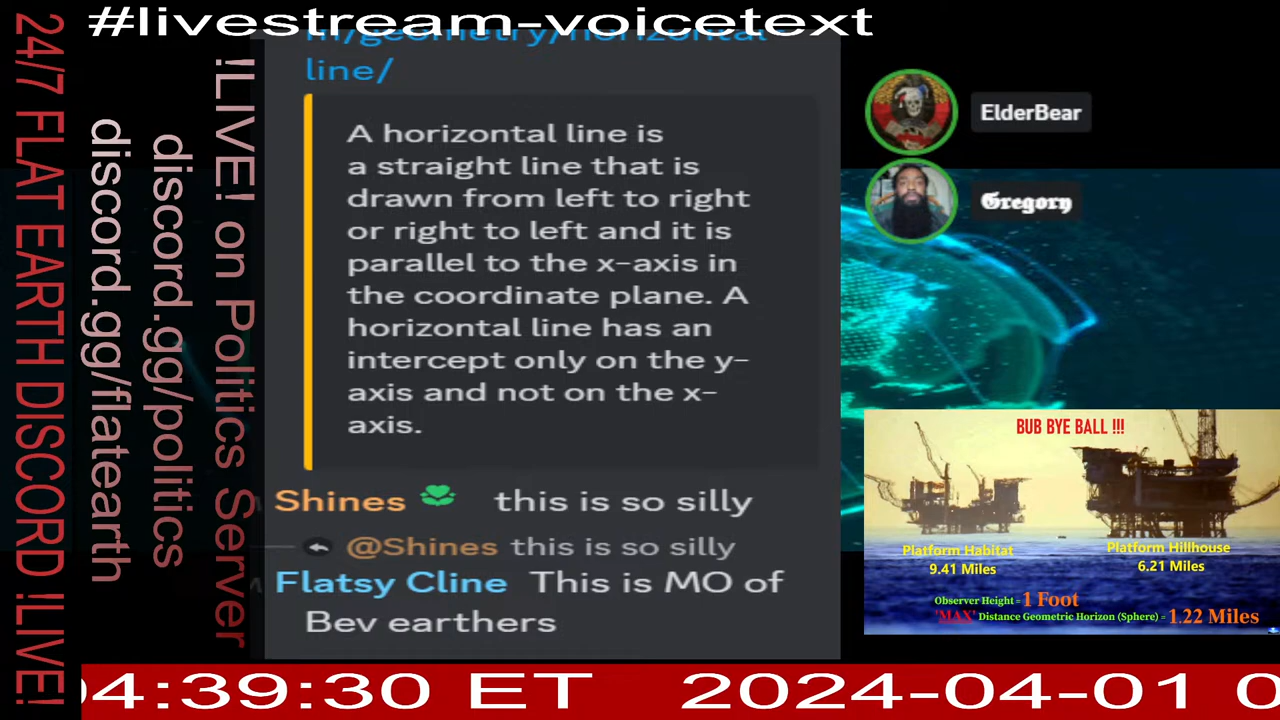 #livestream-voicetext
24/7 FLAT EARTH DISCORD !LIVE!
discord.gg/flatearth
discord.gg/politics
!LIVE! on Politics Server
m/geometry/horizontal-
line/
A horizontal line is
a straight line that is
drawn from left to right
or right to left and it is
parallel to the x-axis in
the coordinate plane. A
horizontal line has an
intercept only on the y-
axis and not on the x-
axis.
Shines this is so silly
@Shines this is so silly
Flatsy Cline This is MO of
Bev earthers
ElderBear
Gregory
BUB BYE BALL !!!
Platform Habitat
9.41 Miles
Platform Hillhouse
6.21 Miles
Observer Height = 1 Foot
'MAX' Distance Geometric Horizon (Sphere) = 1.22 Miles
04:39:30 ET 2024-04-01 0